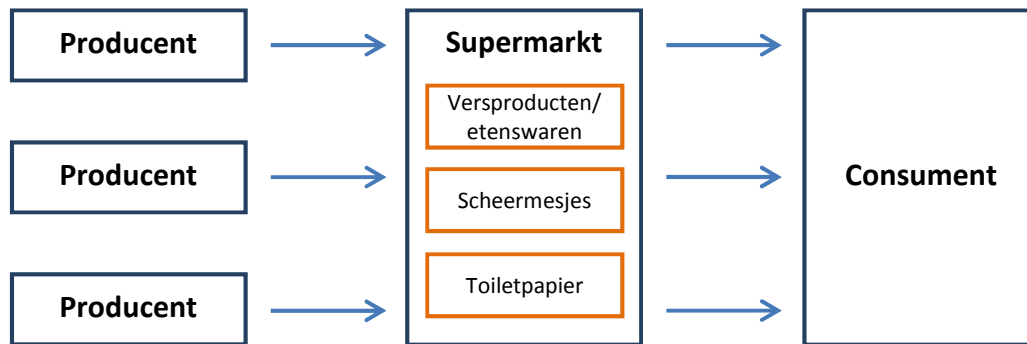 Producent
Producent
Producent
Supermarkt
Versproducten/
etenswaren
Scheermesjes
Toiletpapier
Consument